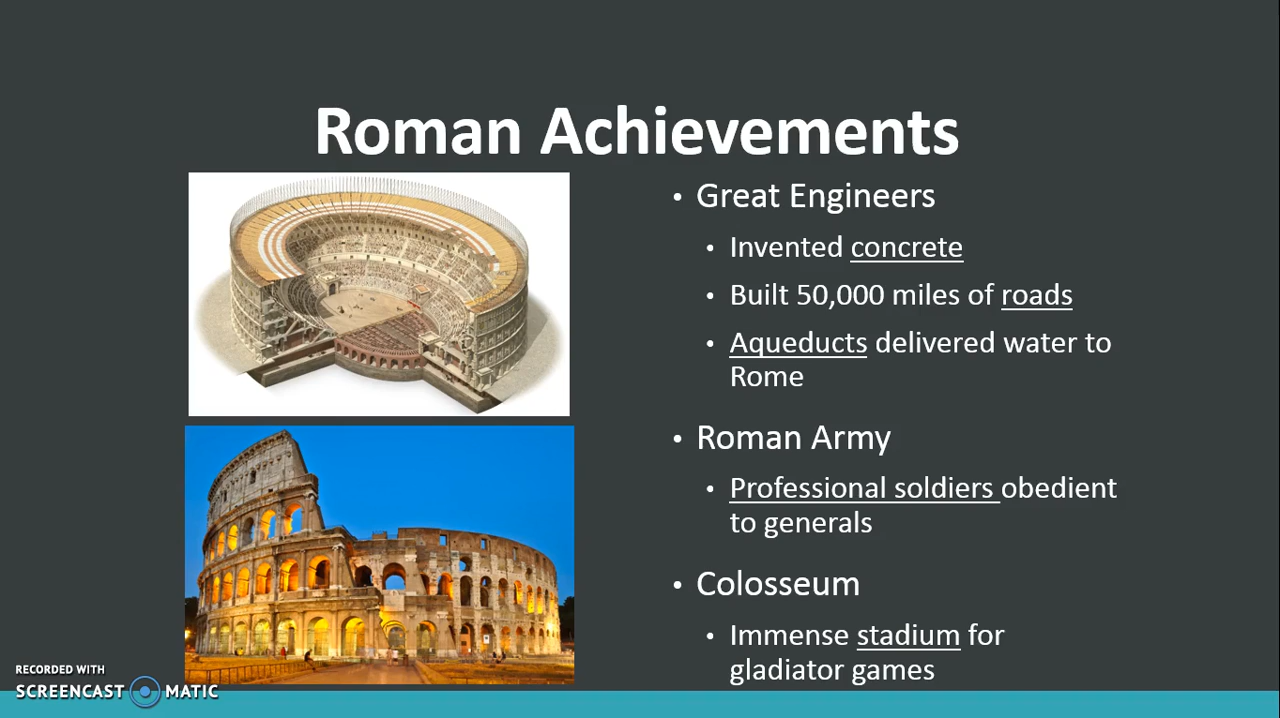 Roman Achievements
• Great Engineers
• Invented concrete
• Built 50,000 miles of roads
• Aqueducts delivered water to
Rome
• Roman Army
• Professional soldiers obedient
to generals
• Colosseum
• Immense stadium for
gladiator games
RECORDED WITH
SCREENCAST MATIC